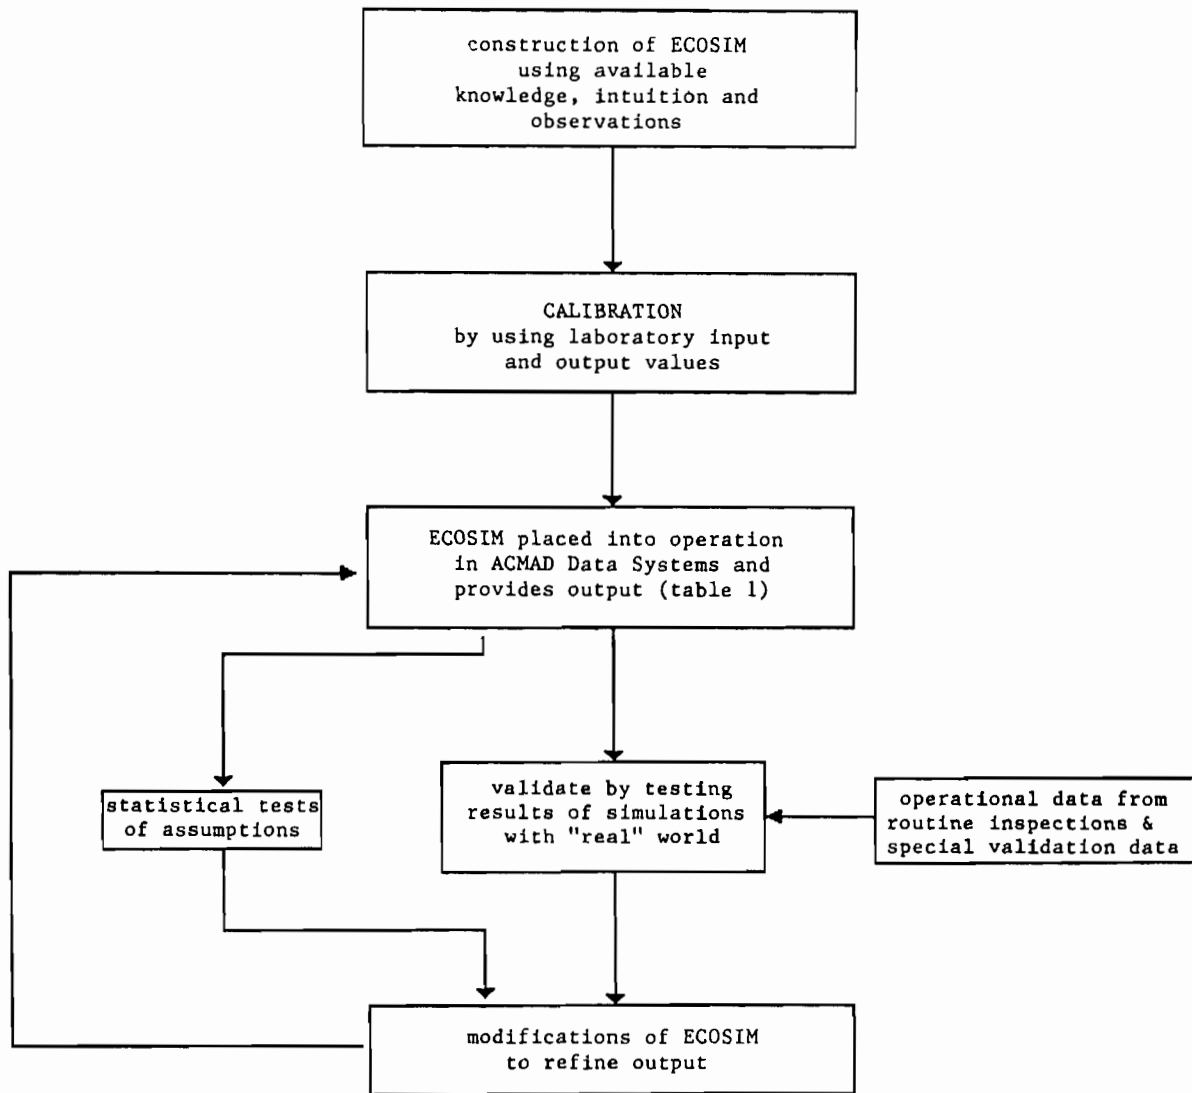 construction of ECOSIM
using available
knowledge, intuition and
observations
CALIBRATION
by using laboratory input
and output values
ECOSIM placed into operation
in ACMAD Data Systems and
provides output (table 1)
statistical tests
of assumptions
validate by testing
results of simulations
with "real" world
operational data from
routine inspections &
special validation data
modifications of ECOSIM
to refine output